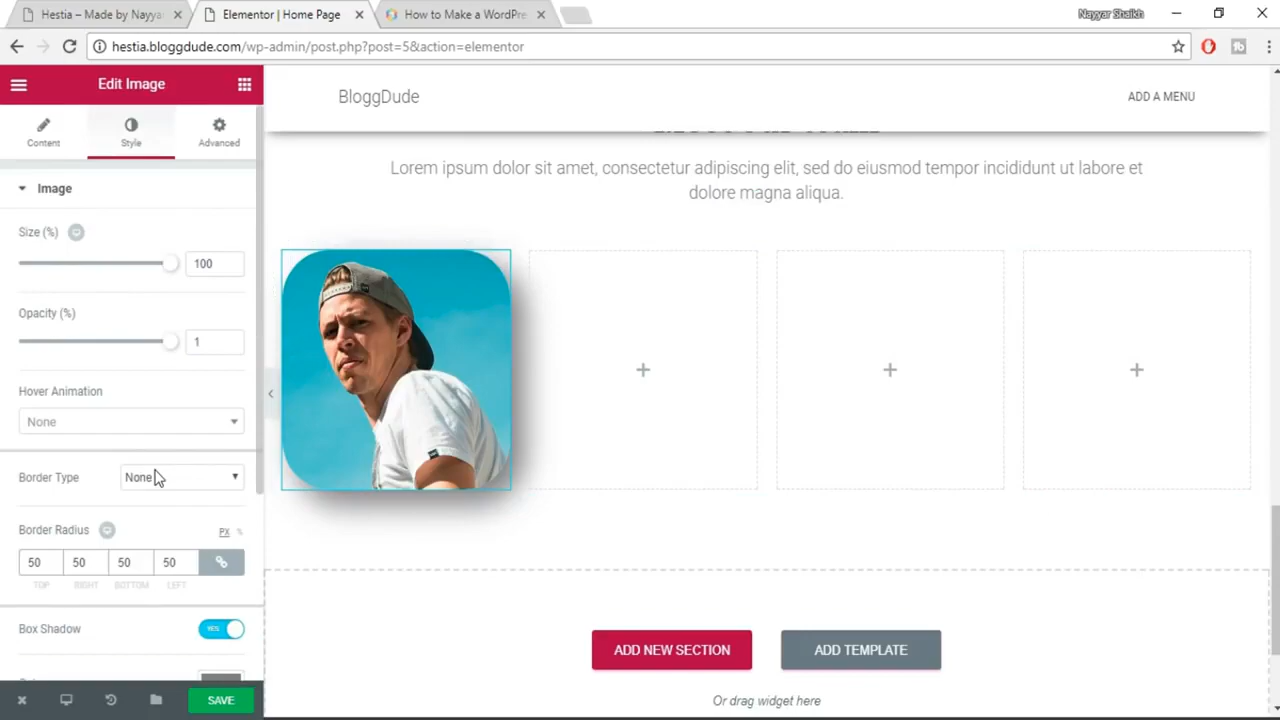 Hestia – Made by Nayya
Elementor | Home Page
How to Make a WordPre
Nayyar Shaikh
hestia.bloggdude.com/wp-admin/post.php?post=5&action=elementor
Edit Image
Content
Style
Advanced
Image
Size (%)
100
Opacity (%)
1
Hover Animation
None
Border Type
None
Border Radius
PX %
50 50 50 50
TOP RIGHT BOTTOM LEFT
Box Shadow
YES
SAVE
BloggDude
ADD A MENU
Lorem ipsum dolor sit amet, consectetur adipiscing elit, sed do eiusmod tempor incididunt ut labore et
dolore magna aliqua.
ADD NEW SECTION
ADD TEMPLATE
Or drag widget here